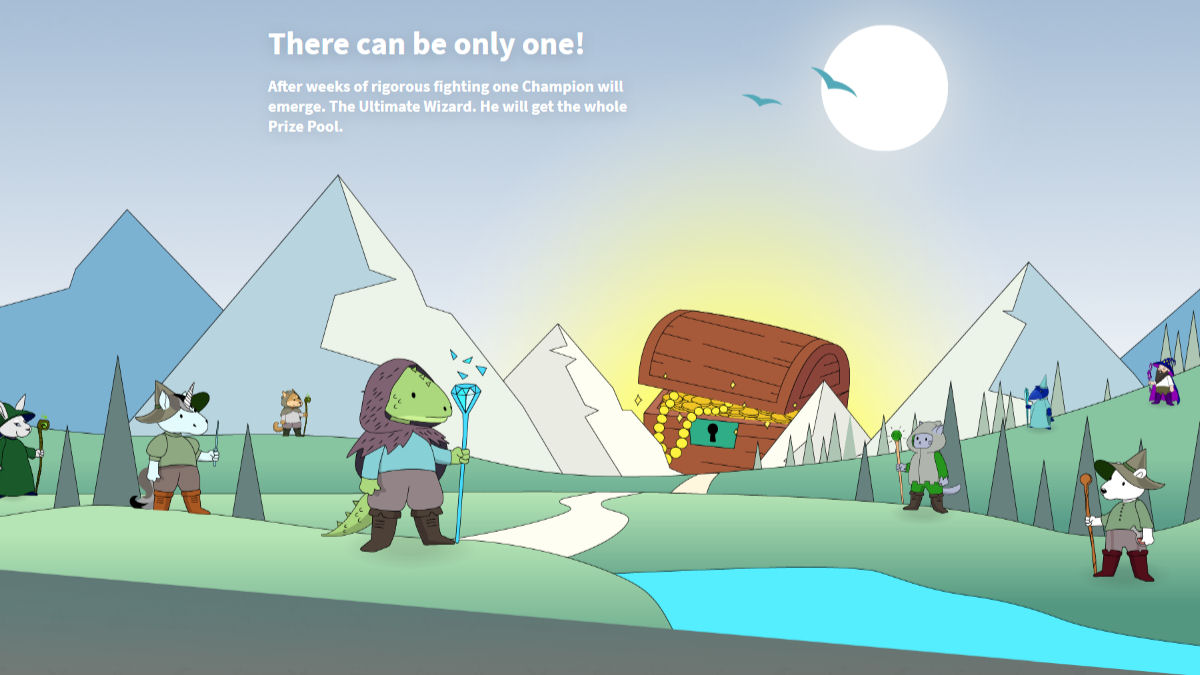 There can be only one!
After weeks of rigorous fighting one Champion will
emerge. The Ultimate Wizard. He will get the whole
Prize Pool.